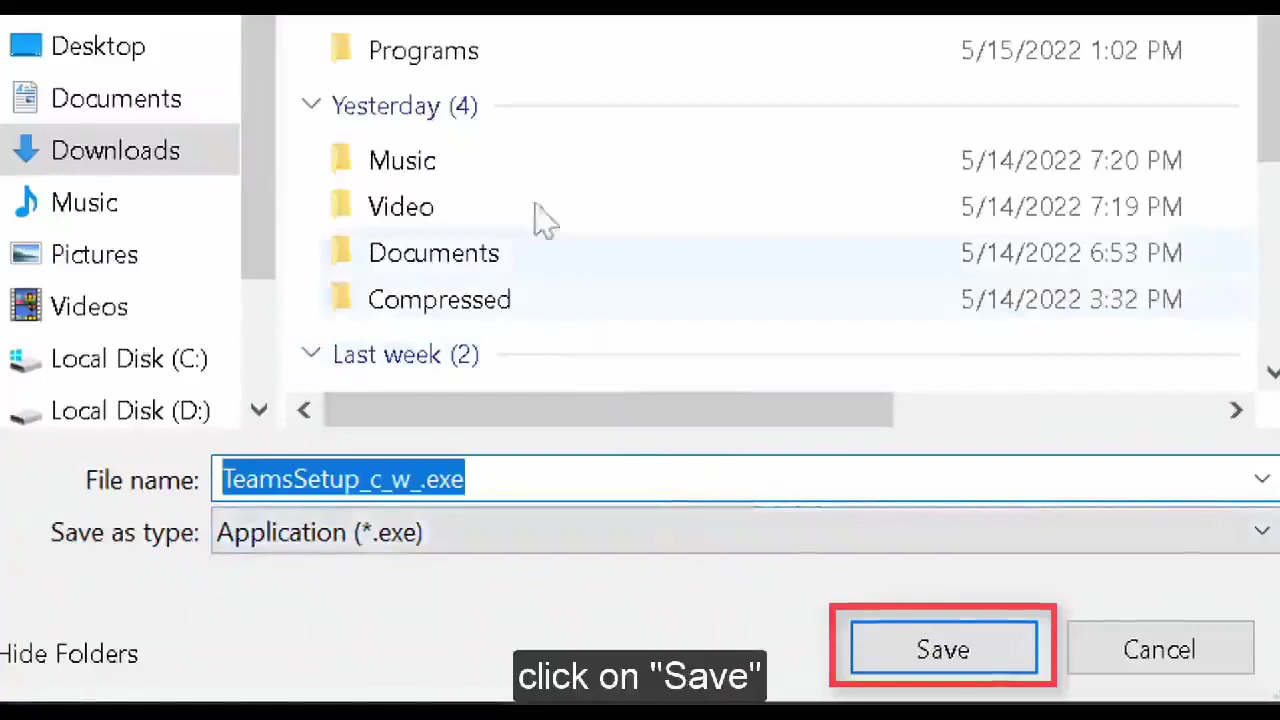 Desktop
Documents
Downloads
Music
Pictures
Videos
Local Disk (C:)
Local Disk (D:)
Programs 5/15/2022 1:02 PM
Yesterday (4)
Music 5/14/2022 7:20 PM
Video 5/14/2022 7:19 PM
Documents 5/14/2022 6:53 PM
Compressed 5/14/2022 3:32 PM
Last week (2)
File name: TeamsSetup_c_w_.exe
Save as type: Application (*.exe)
Hide Folders
Save
Cancel
click on "Save"